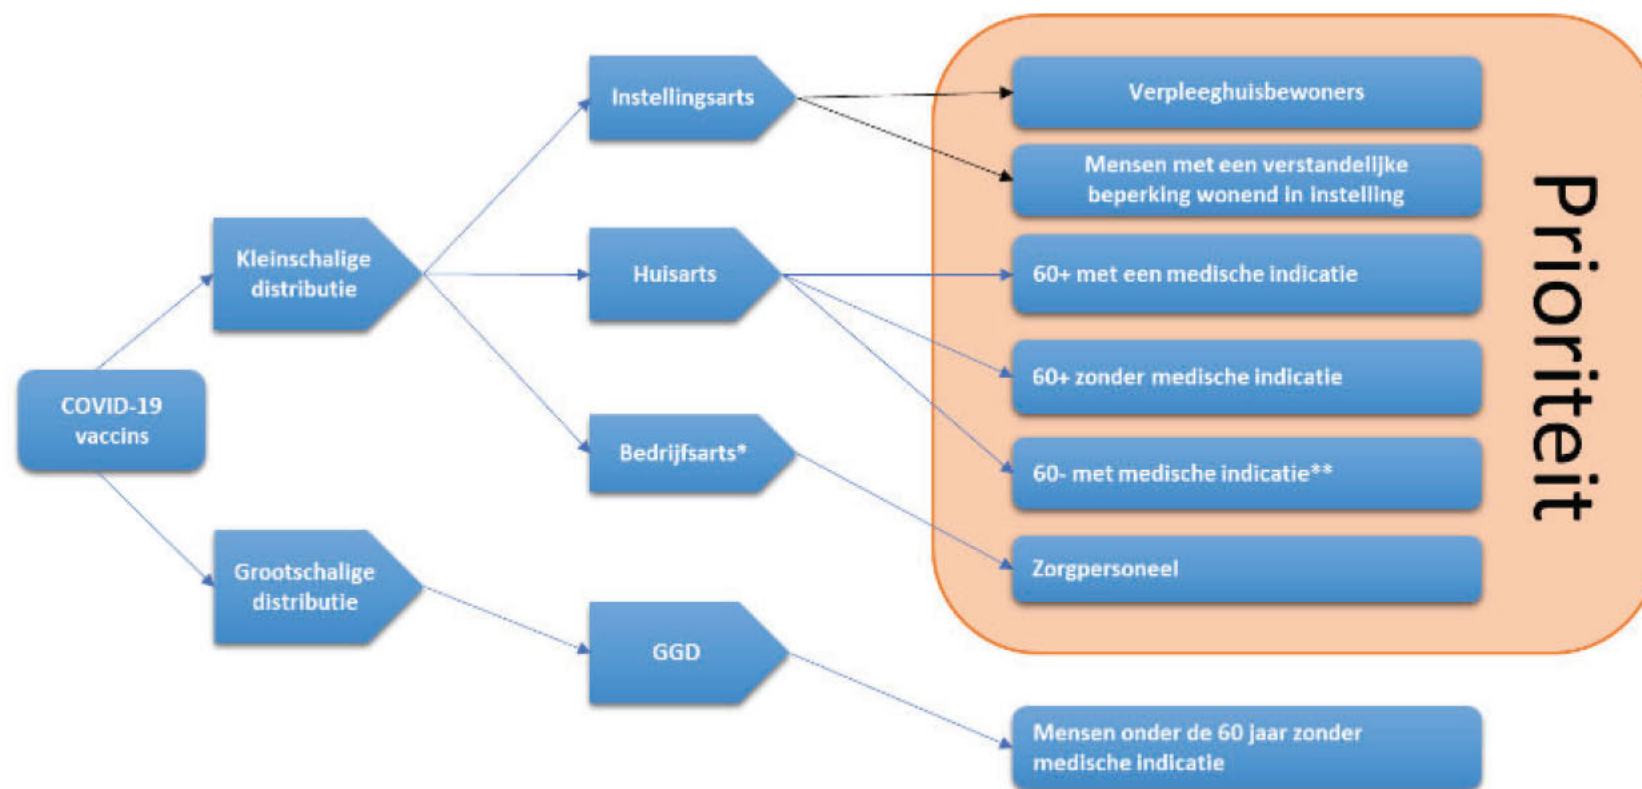 COVID-19
vaccins
Kleinschalige
distributie
Grootschalige
distributie
Instellingsarts
Huisarts
Bedrijfsarts*
GGD
Verpleeghuisbewoners
Mensen met een verstandelijke
beperking wonend in instelling
60+ met een medische indicatie
60+ zonder medische indicatie
60- met medische indicatie**
Zorgpersoneel
Mensen onder de 60 jaar zonder
medische indicatie
Prioriteit